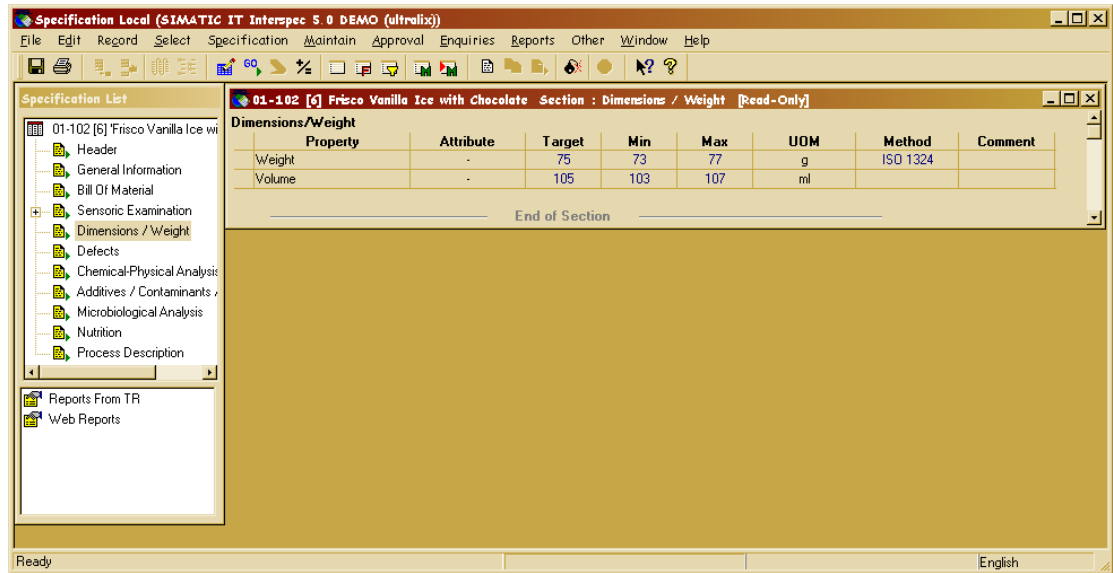 Specification Local (SIMATIC IT Interspec 5.0 DEMO (ultralix))
File Edit Record Select Specification Maintain Approval Enquiries Reports Other Window Help
GO
Specification List
01-102 [6] 'Frisco Vanilla Ice wi
Header
General Information
Bill Of Material
Sensoric Examination
Dimensions / Weight
Defects
Chemical-Physical Analysis
Additives / Contaminants
Microbiological Analysis
Nutrition
Process Description
Reports From TR
Web Reports
01-102 [6] Frisco Vanilla Ice with Chocolate Section : Dimensions / Weight [Read-Only]
Dimensions/Weight
Property Attribute Target Min Max UOM Method Comment
Weight - 75 73 77 g ISO 1324
Volume - 105 103 107 ml
End of Section
Ready English